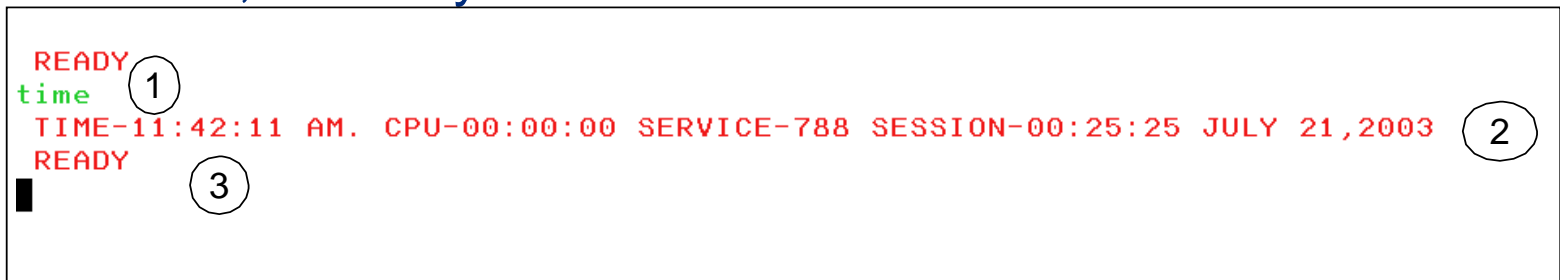 READY
time 1
TIME-11:42:11 AM. CPU-00:00:00 SERVICE-788 SESSION-00:25:25 JULY 21,2003 2
READY
3